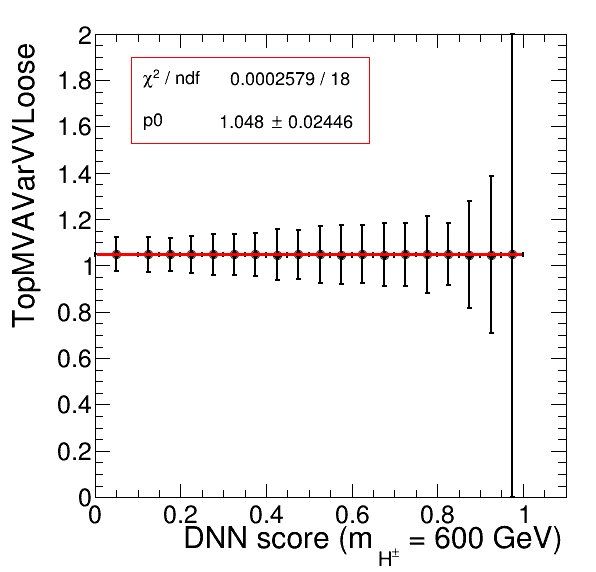 TopMVAVarVVLoose
2
1.8
1.6
1.4
1.2
1
0.8
0.6
0.4
0.2
0
χ² / ndf 0.0002579 / 18
p0 1.048 ± 0.02446
0 0.2 0.4 0.6 0.8 1
DNN score (m_H± = 600 GeV)